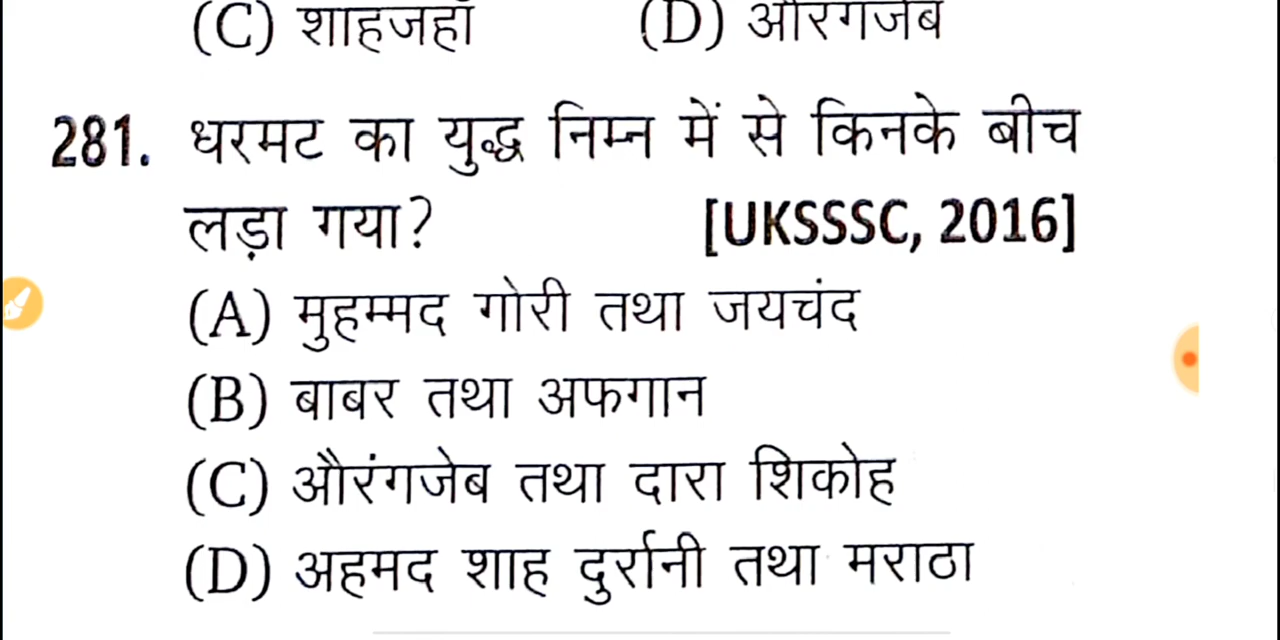 (C) शाहजहाँ (D) औरंगजेब
281. धरमट का युद्ध निम्न में से किनके बीच
लड़ा गया? [UKSSSC, 2016]
(A) मुहम्मद गोरी तथा जयचंद
(B) बाबर तथा अफगान
(C) औरंगजेब तथा दारा शिकोह
(D) अहमद शाह दुर्रानी तथा मराठा